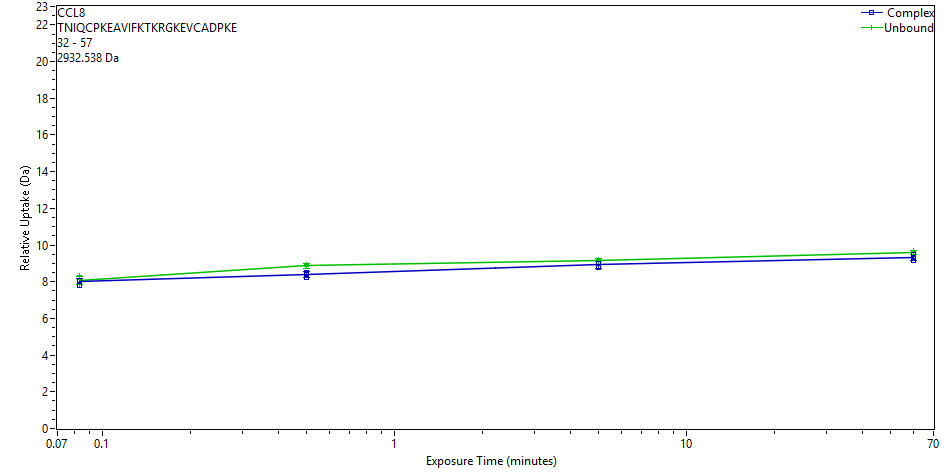 CCL8
TNIQCPKEAVIFKTKRGKEVCADPKE
32 - 57
2932.538 Da
Complex
Unbound
23
22
20
18
16
14
12
10
8
6
4
2
0
Relative Uptake (Da)
0.07 0.1 1 10 70
Exposure Time (minutes)